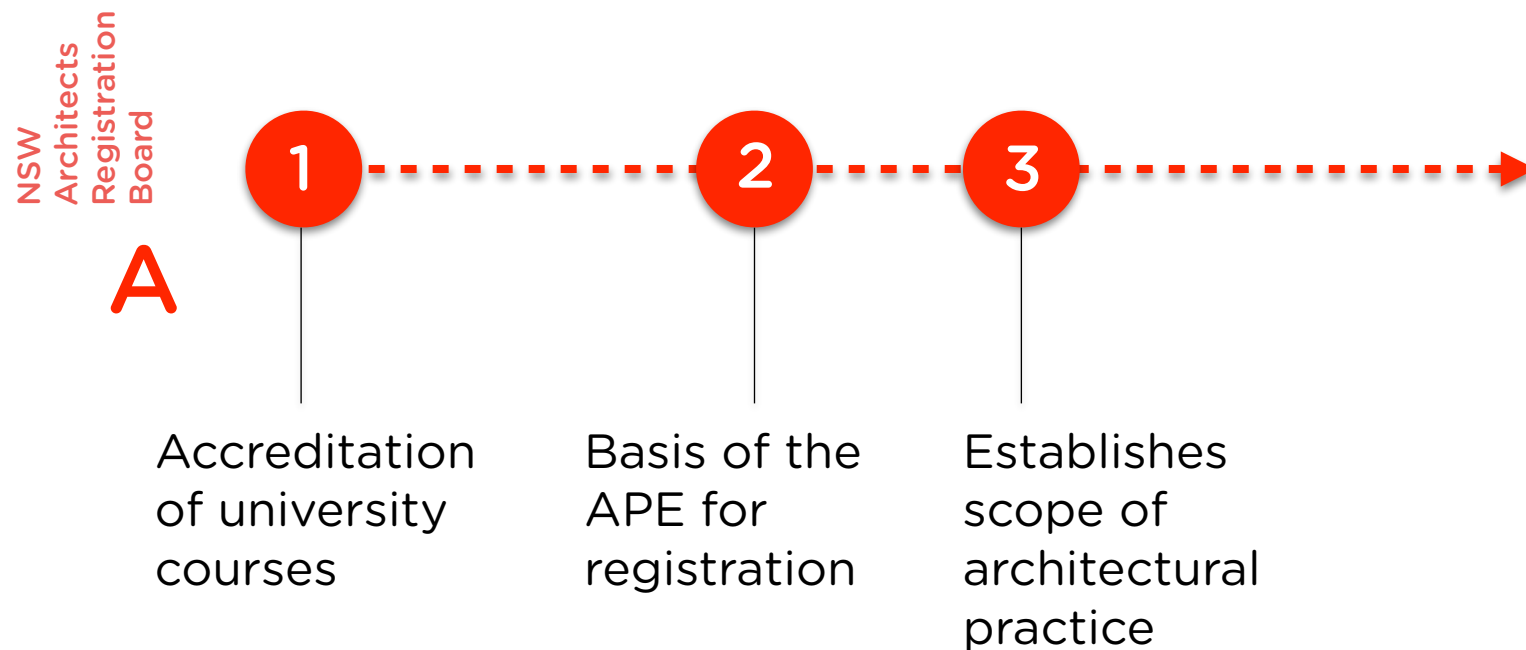 NSW
Architects
Registration
Board
A
1
2
3
Accreditation
of university
courses
Basis of the
APE for
registration
Establishes
scope of
architectural
practice